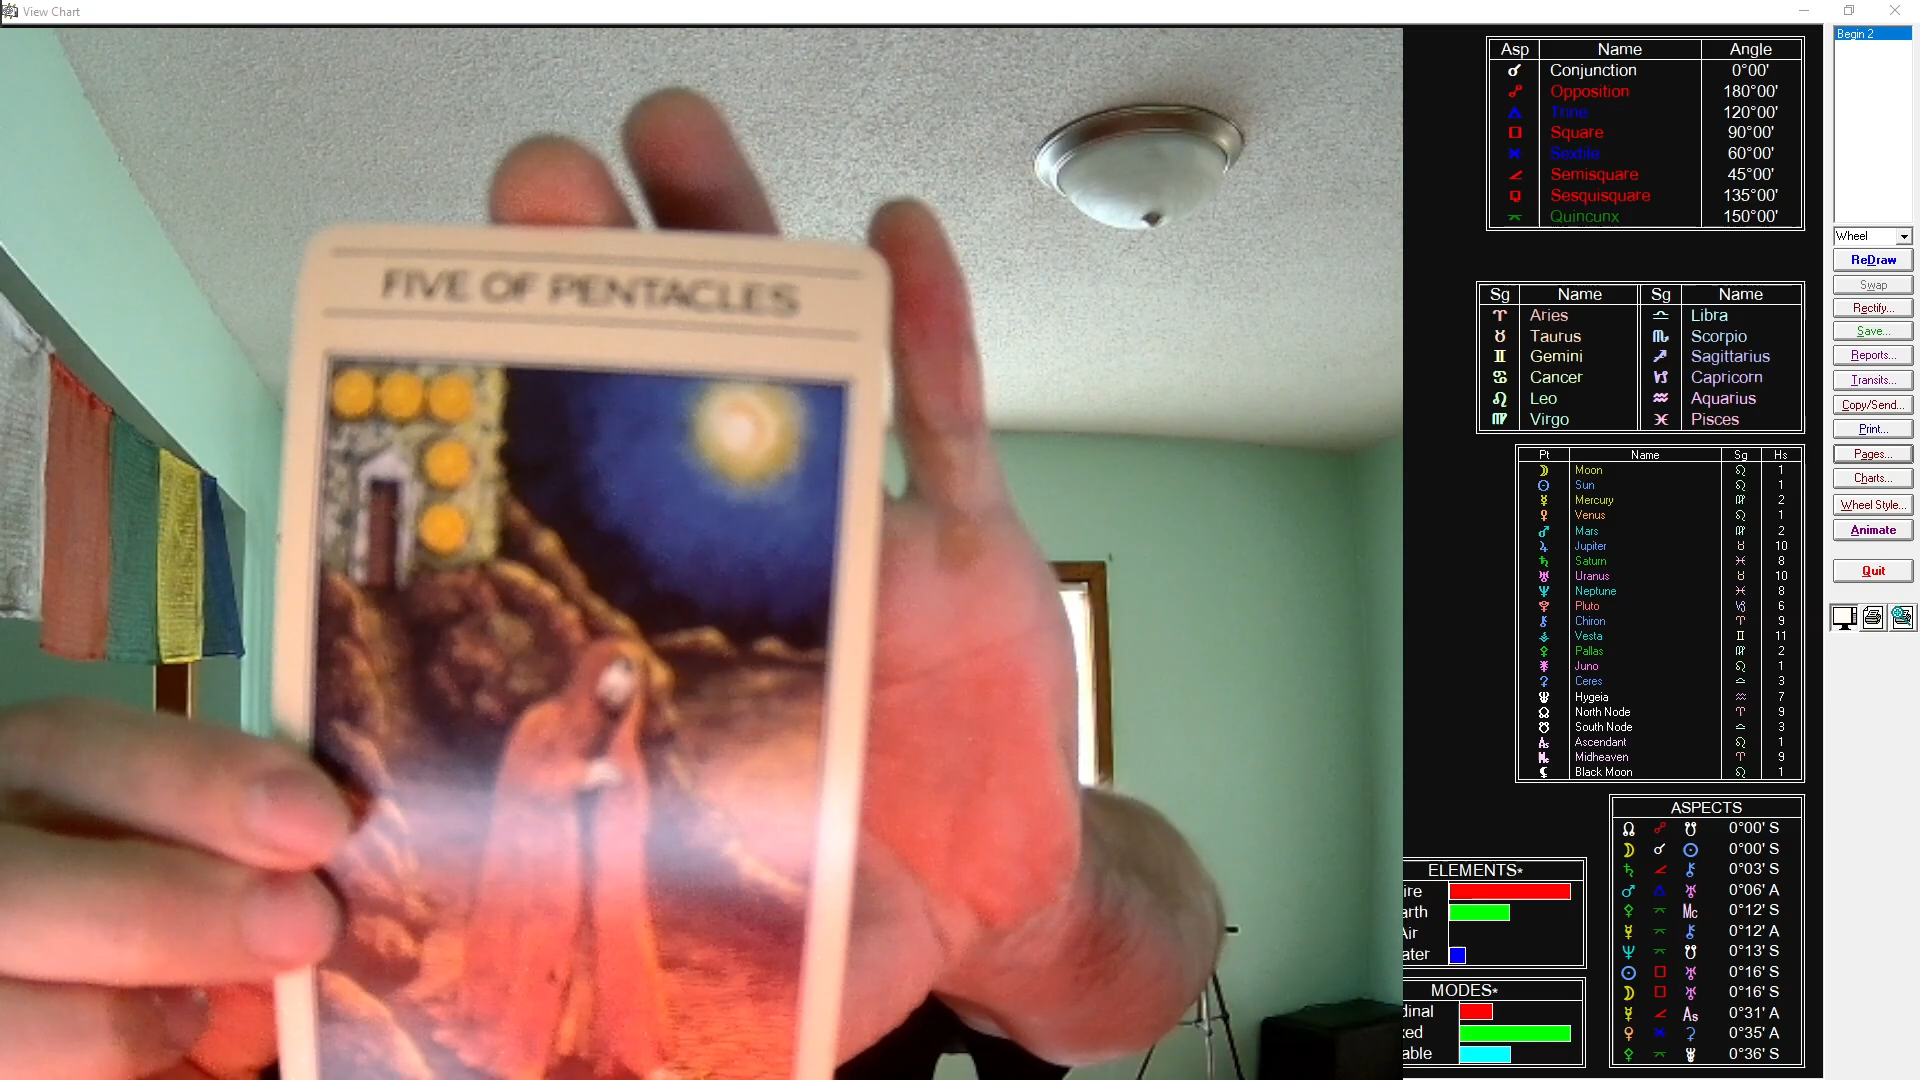 View Chart
FIVE OF PENTACLES
Asp Name Angle
Conjunction 0°00'
Opposition 180°00'
Trine 120°00'
Square 90°00'
Sextile 60°00'
Semisquare 45°00'
Sesquisquare 135°00'
Quincunx 150°00'
Sg Name Sg Name
Aries Libra
Taurus Scorpio
Gemini Sagittarius
Cancer Capricorn
Leo Aquarius
Virgo Pisces
Pt Name Sg Hs
Moon 1
Sun 1
Mercury 2
Venus 1
Mars 2
Jupiter 10
Saturn 8
Uranus 10
Neptune 8
Pluto 6
Chiron 9
Vesta 11
Pallas 2
Juno 1
Ceres 3
Hygeia 7
North Node 9
South Node 3
As Ascendant 1
Mc Midheaven 9
Black Moon 1
ELEMENTS*
ire
arth
Air
ater
MODES*
dinal
xed
able
ASPECTS
0°00' S
0°00' S
0°03' S
0°06' A
Mc 0°12' S
0°12' A
0°13' S
0°16' S
0°16' S
As 0°31' A
0°35' A
0°36' S
Begin 2
Wheel
ReDraw
Swap
Rectify...
Save...
Reports...
Transits...
Copy/Send...
Print...
Pages...
Charts...
Wheel Style...
Animate
Quit